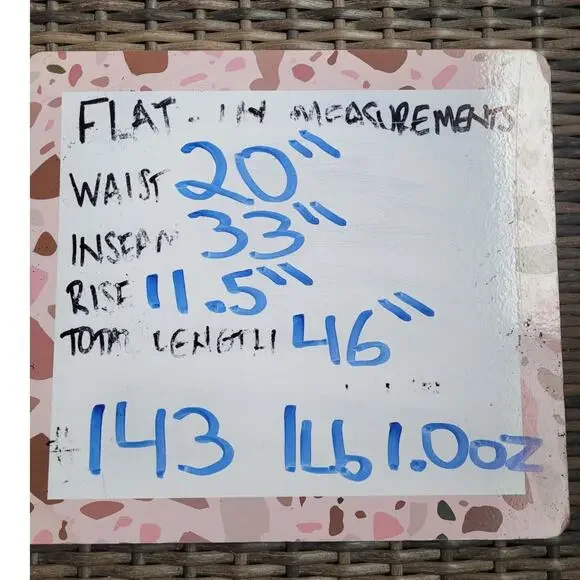 FLAT-LAY MEASUREMENTS
WAIST 20"
INSEAM 33"
RISE 11.5"
TOTAL LENGTH 46"
#143 1Lb 1.0oz